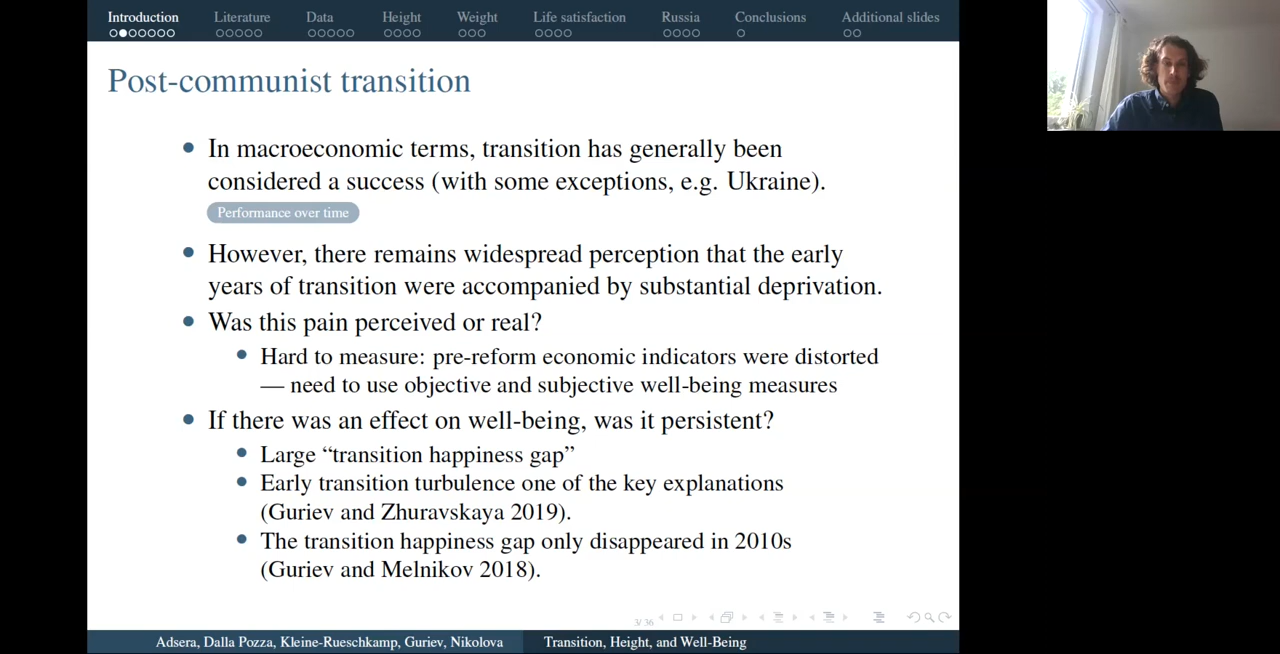 Introduction Literature Data Height Weight Life satisfaction Russia Conclusions Additional slides
Post-communist transition
In macroeconomic terms, transition has generally been
considered a success (with some exceptions, e.g. Ukraine).
Performance over time
However, there remains widespread perception that the early
years of transition were accompanied by substantial deprivation.
Was this pain perceived or real?
Hard to measure: pre-reform economic indicators were distorted
— need to use objective and subjective well-being measures
If there was an effect on well-being, was it persistent?
Large “transition happiness gap”
Early transition turbulence one of the key explanations
(Guriev and Zhuravskaya 2019).
The transition happiness gap only disappeared in 2010s
(Guriev and Melnikov 2018).
3/36
Adsera, Dalla Pozza, Kleine-Rueschkamp, Guriev, Nikolova Transition, Height, and Well-Being